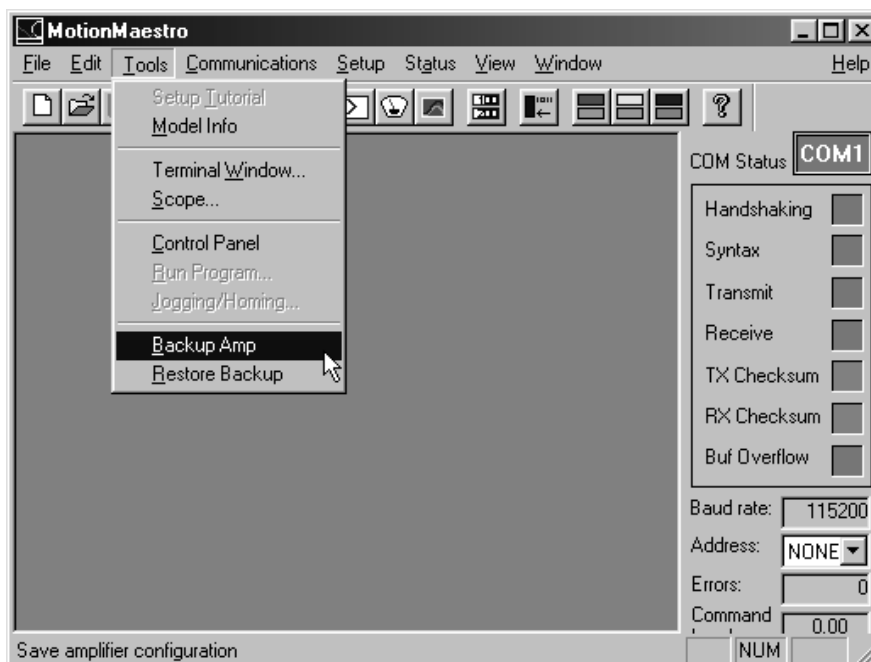 MotionMaestro
File Edit Tools Communications Setup Status View Window Help
Setup Tutorial
Model Info
Terminal Window...
Scope...
Control Panel
Run Program...
Jogging/Homing...
Backup Amp
Restore Backup
COM Status COM1
Handshaking
Syntax
Transmit
Receive
TX Checksum
RX Checksum
Buf Overflow
Baud rate: 115200
Address: NONE
Errors: 0
Command
0.00
Save amplifier configuration NUM